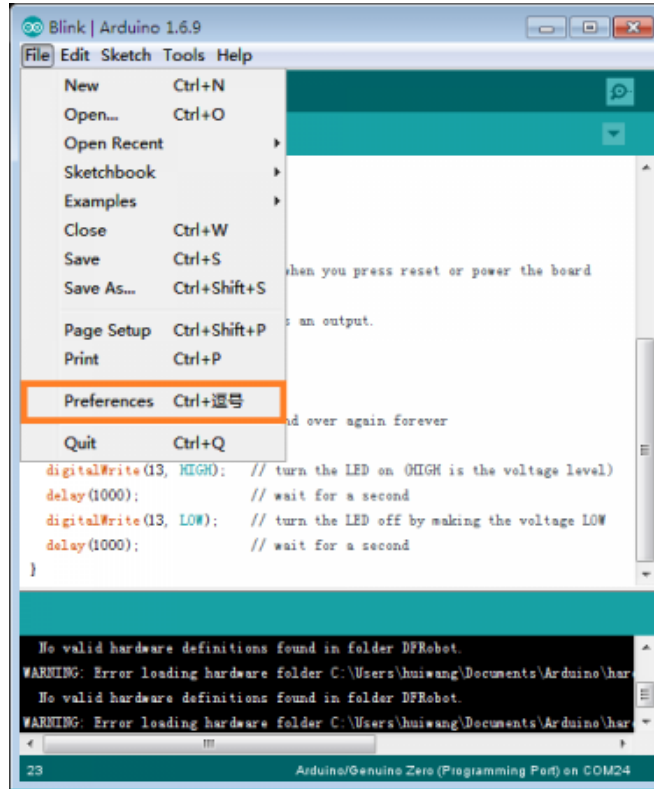 Blink | Arduino 1.6.9
File Edit Sketch Tools Help
New Ctrl+N
Open... Ctrl+O
Open Recent
Sketchbook
Examples
Close Ctrl+W
Save Ctrl+S
when you press reset or power the board
Save As... Ctrl+Shift+S
s an output.
Page Setup Ctrl+Shift+P
Print Ctrl+P
Preferences Ctrl+逗号
nd over again forever
Quit Ctrl+Q
digitalWrite(13, HIGH); // turn the LED on (HIGH is the voltage level)
delay(1000); // wait for a second
digitalWrite(13, LOW); // turn the LED off by making the voltage LOW
delay(1000); // wait for a second
}
No valid hardware definitions found in folder DFRobot.
WARNING: Error loading hardware folder C:\Users\huiwang\Documents\Arduino\har
No valid hardware definitions found in folder DFRobot.
WARNING: Error loading hardware folder C:\Users\huiwang\Documents\Arduino\har
23 Arduino/Genuino Zero (Programming Port) on COM24